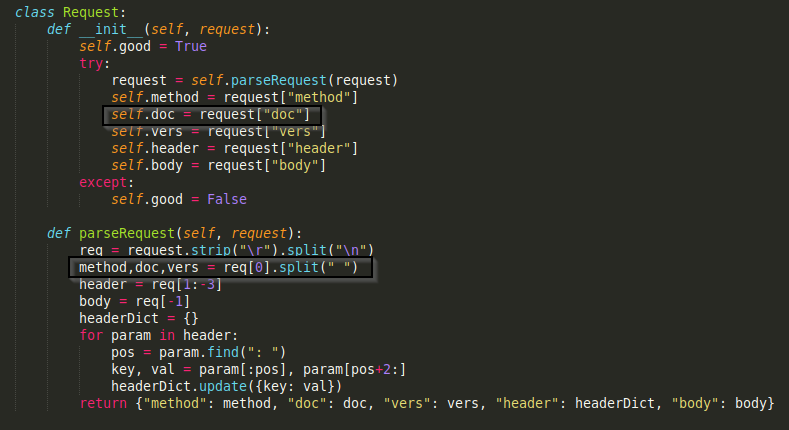 class Request:
    def __init__(self, request):
        self.good = True
        try:
            request = self.parseRequest(request)
            self.method = request["method"]
            self.doc = request["doc"]
            self.vers = request["vers"]
            self.header = request["header"]
            self.body = request["body"]
        except:
            self.good = False
    def parseRequest(self, request):
        req = request.strip("\r").split("\n")
        method,doc,vers = req[0].split(" ")
        header = req[1:-3]
        body = req[-1]
        headerDict = {}
        for param in header:
            pos = param.find(": ")
            key, val = param[:pos], param[pos+2:]
            headerDict.update({key: val})
        return {"method": method, "doc": doc, "vers": vers, "header": headerDict, "body": body}